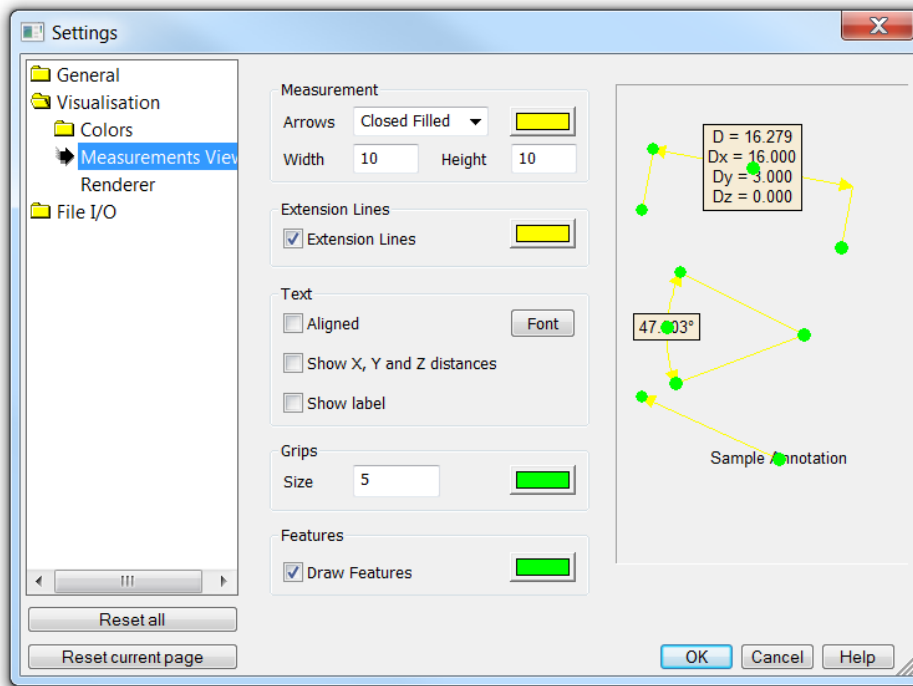 Settings
General
Visualisation
Colors
Measurements View
Renderer
File I/O
Reset all
Reset current page
Measurement
Arrows Closed Filled
Width 10 Height 10
Extension Lines
Extension Lines
Text
Aligned Font
Show X, Y and Z distances
Show label
Grips
Size 5
Features
Draw Features
D = 16.279
Dx = 16.000
Dy = 3.000
Dz = 0.000
Sample Annotation
OK Cancel Help